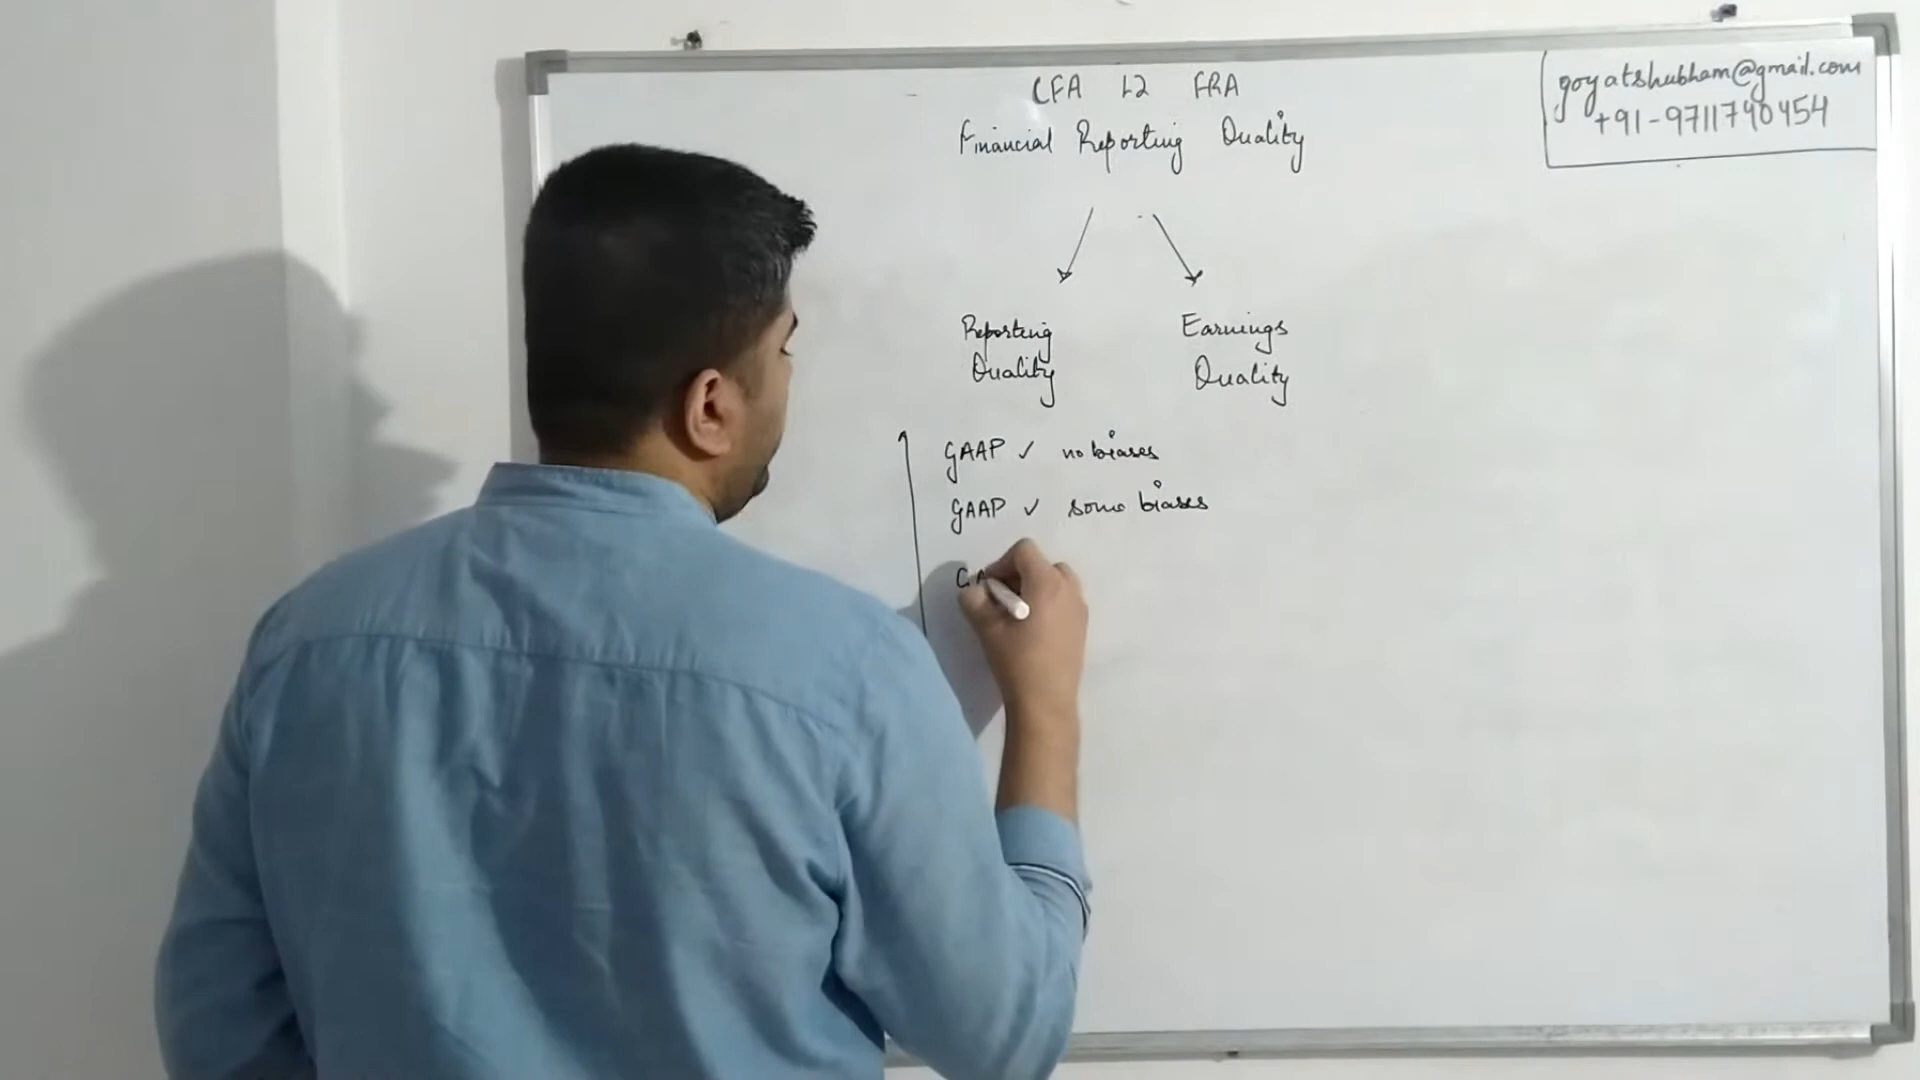 CFA L2 FRA
Financial Reporting Quality
goyatshubham@gmail.com
+91-9711740454
Reporting
Quality
Earnings
Quality
GAAP ✓ no biases
GAAP ✓ some biases
GA